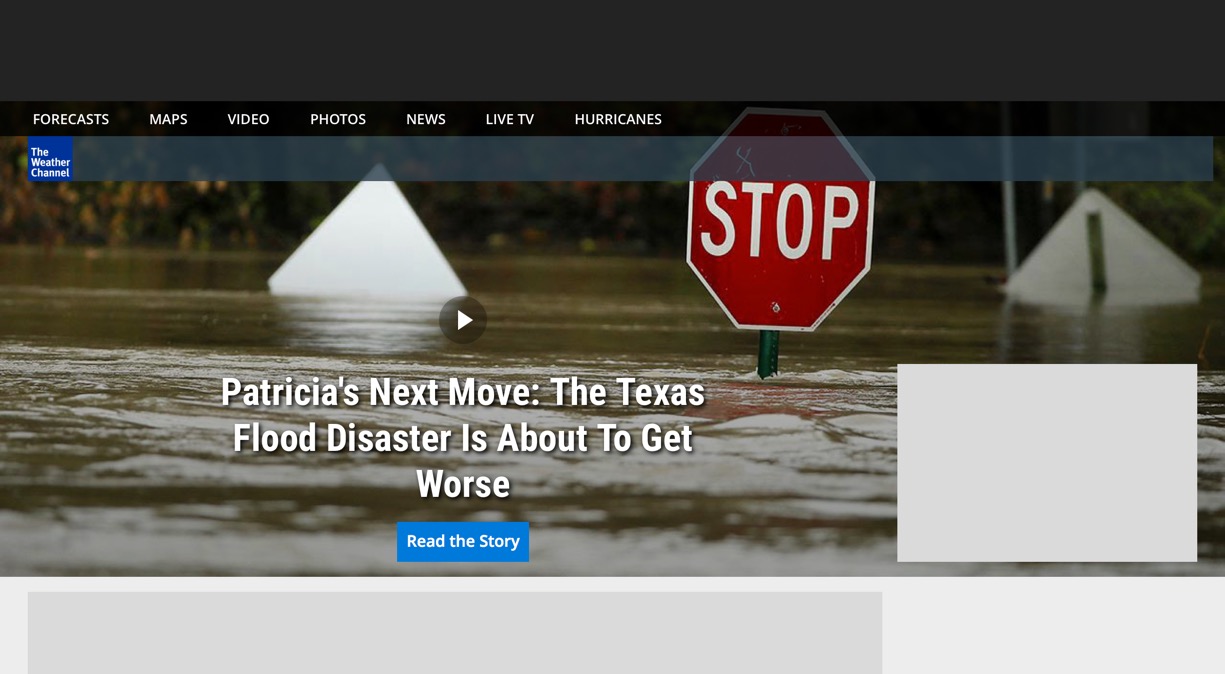 FORECASTS MAPS VIDEO PHOTOS NEWS LIVE TV HURRICANES
The
Weather
Channel
STOP
Patricia's Next Move: The Texas
Flood Disaster Is About To Get
Worse
Read the Story